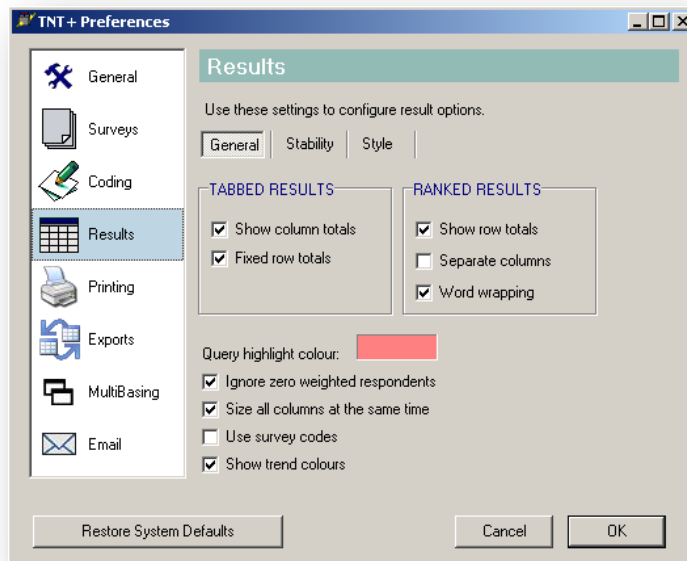 TNT+ Preferences
General
Surveys
Coding
Results
Printing
Exports
MultiBasing
Email
Results
Use these settings to configure result options.
General Stability Style
TABBED RESULTS
Show column totals
Fixed row totals
RANKED RESULTS
Show row totals
Separate columns
Word wrapping
Query highlight colour:
Ignore zero weighted respondents
Size all columns at the same time
Use survey codes
Show trend colours
Restore System Defaults
Cancel
OK